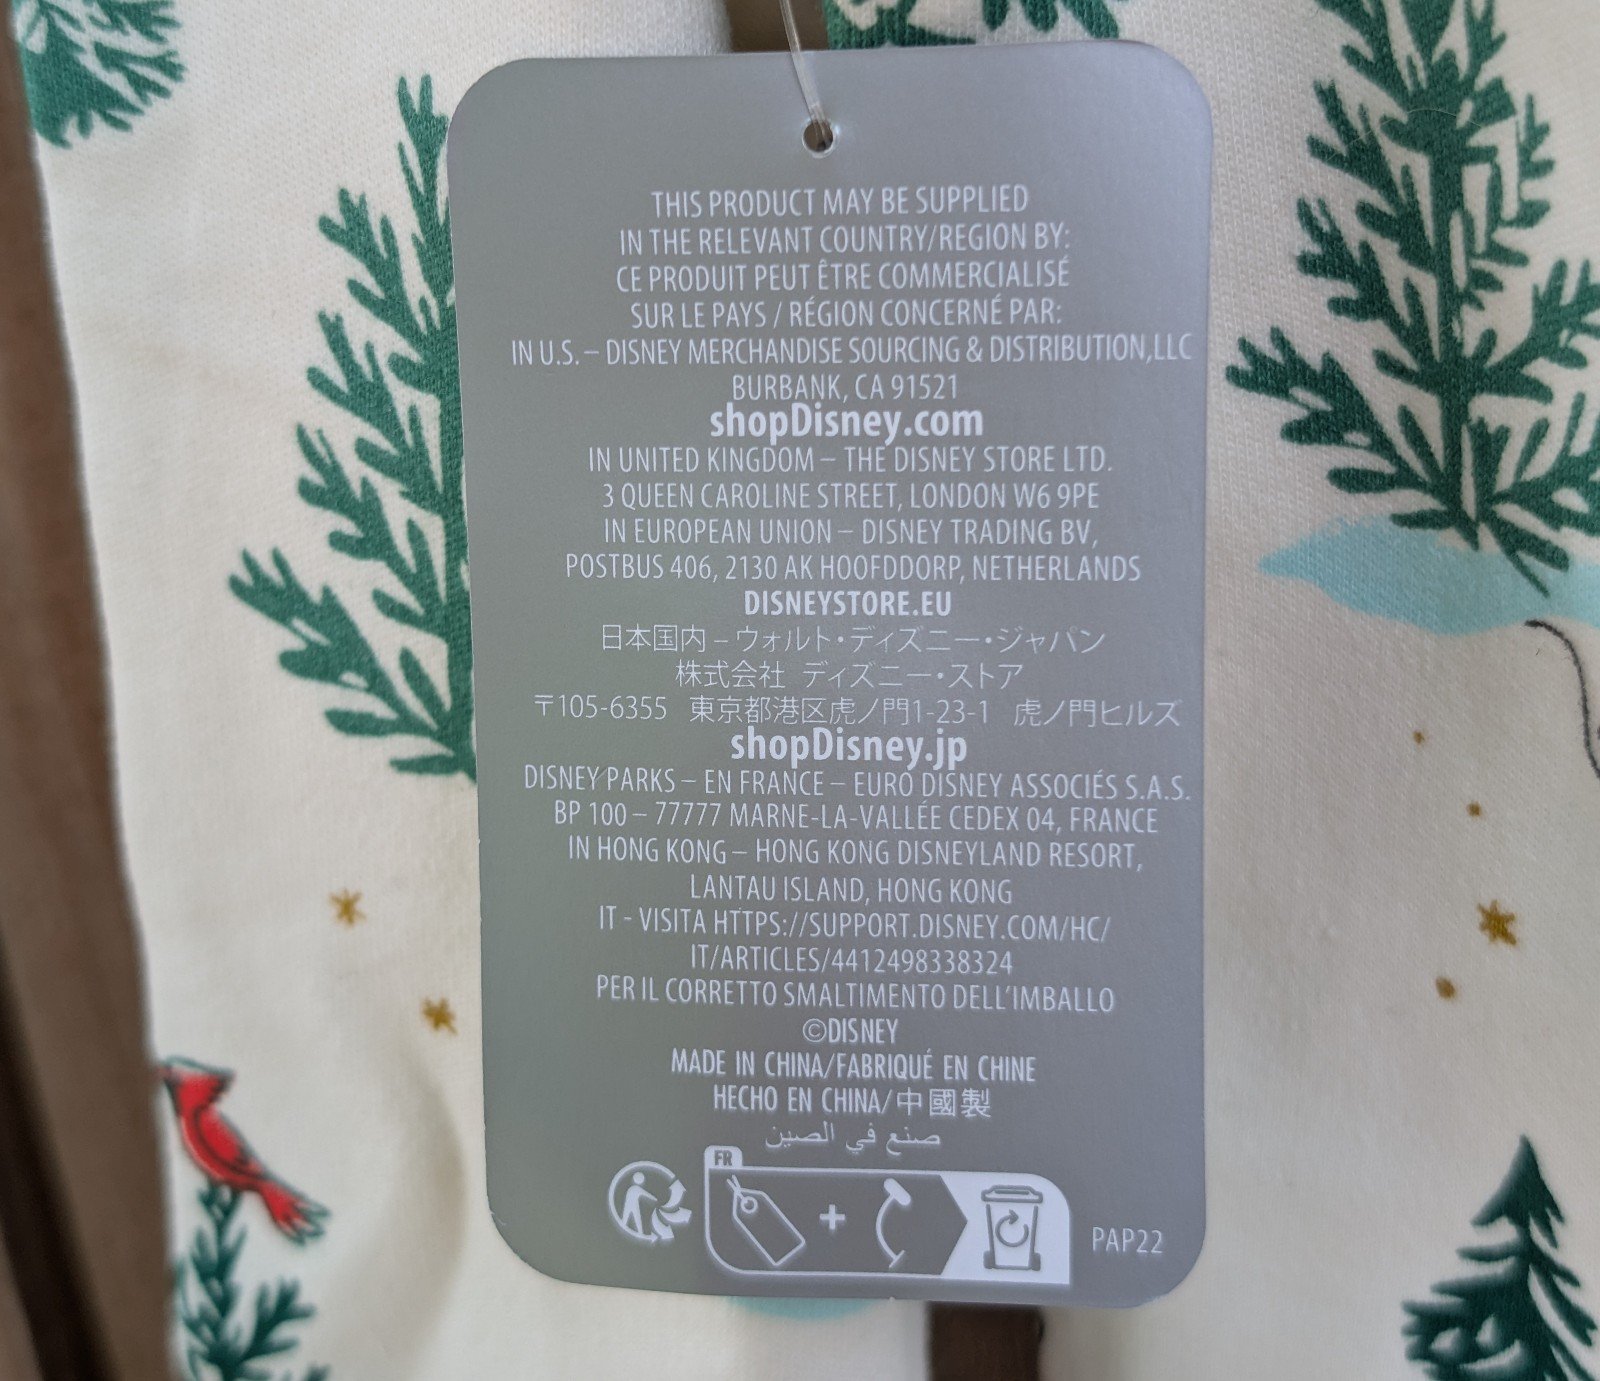 THIS PRODUCT MAY BE SUPPLIED
IN THE RELEVANT COUNTRY/REGION BY:
CE PRODUIT PEUT ÊTRE COMMERCIALISÉ
SUR LE PAYS / RÉGION CONCERNÉ PAR:
IN U.S. – DISNEY MERCHANDISE SOURCING & DISTRIBUTION,LLC
BURBANK, CA 91521
shopDisney.com
IN UNITED KINGDOM – THE DISNEY STORE LTD.
3 QUEEN CAROLINE STREET, LONDON W6 9PE
IN EUROPEAN UNION – DISNEY TRADING BV,
POSTBUS 406, 2130 AK HOOFDDORP, NETHERLANDS
DISNEYSTORE.EU
日本国内 – ウォルト・ディズニー・ジャパン
株式会社 ディズニー・ストア
〒105-6355 東京都港区虎ノ門1-23-1 虎ノ門ヒルズ
shopDisney.jp
DISNEY PARKS – EN FRANCE – EURO DISNEY ASSOCIÉS S.A.S.
BP 100 – 77777 MARNE-LA-VALLÉE CEDEX 04, FRANCE
IN HONG KONG – HONG KONG DISNEYLAND RESORT,
LANTAU ISLAND, HONG KONG
IT - VISITA HTTPS://SUPPORT.DISNEY.COM/HC/
IT/ARTICLES/4412498338324
PER IL CORRETTO SMALTIMENTO DELL'IMBALLO
©DISNEY
MADE IN CHINA/FABRIQUÉ EN CHINE
HECHO EN CHINA/中國製
صنع في الصين
FR
PAP22